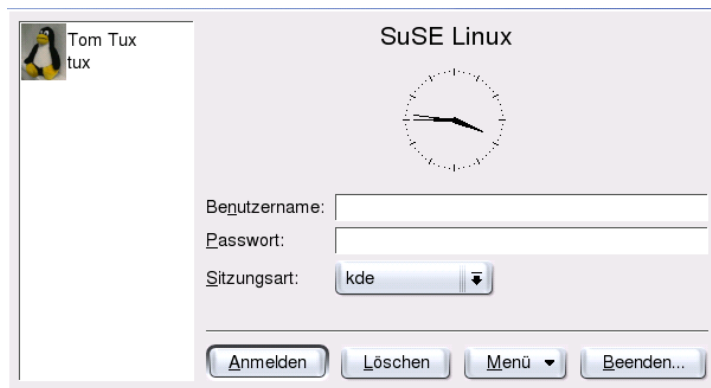 Tom Tux
tux
SuSE Linux
Benutzername:
Passwort:
Sitzungsart:
kde
Anmelden
Löschen
Menü
Beenden...